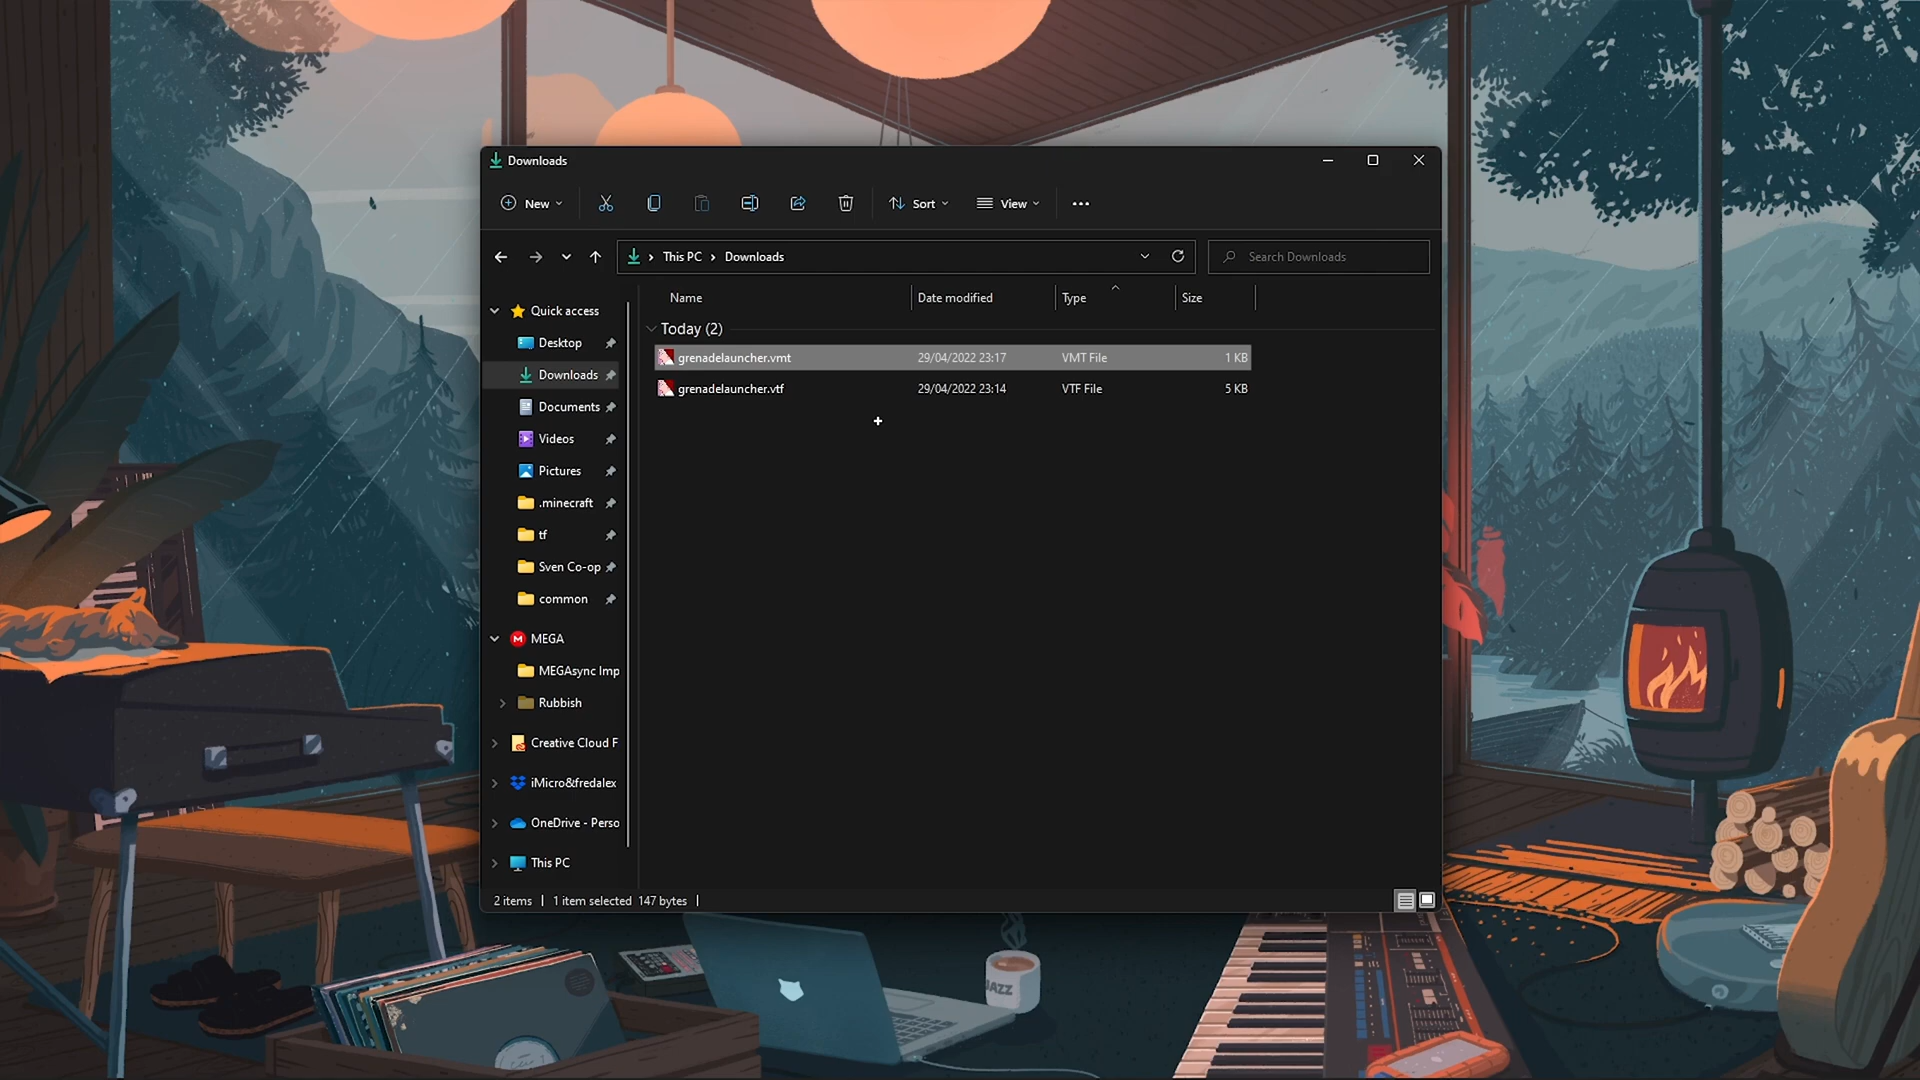 Downloads
New
Sort
View
This PC
Downloads
Search Downloads
Name
Date modified
Type
Size
Today (2)
grenadelauncher.vmt 29/04/2022 23:17 VMT File 1 KB
grenadelauncher.vtf 29/04/2022 23:14 VTF File 5 KB
Quick access
Desktop
Downloads
Documents
Videos
Pictures
.minecraft
tf
Sven Co-op
common
MEGA
MEGAsync Imp
Rubbish
Creative Cloud F
iMicro&fredalex
OneDrive - Perso
This PC
2 items
1 item selected 147 bytes
JAZZ